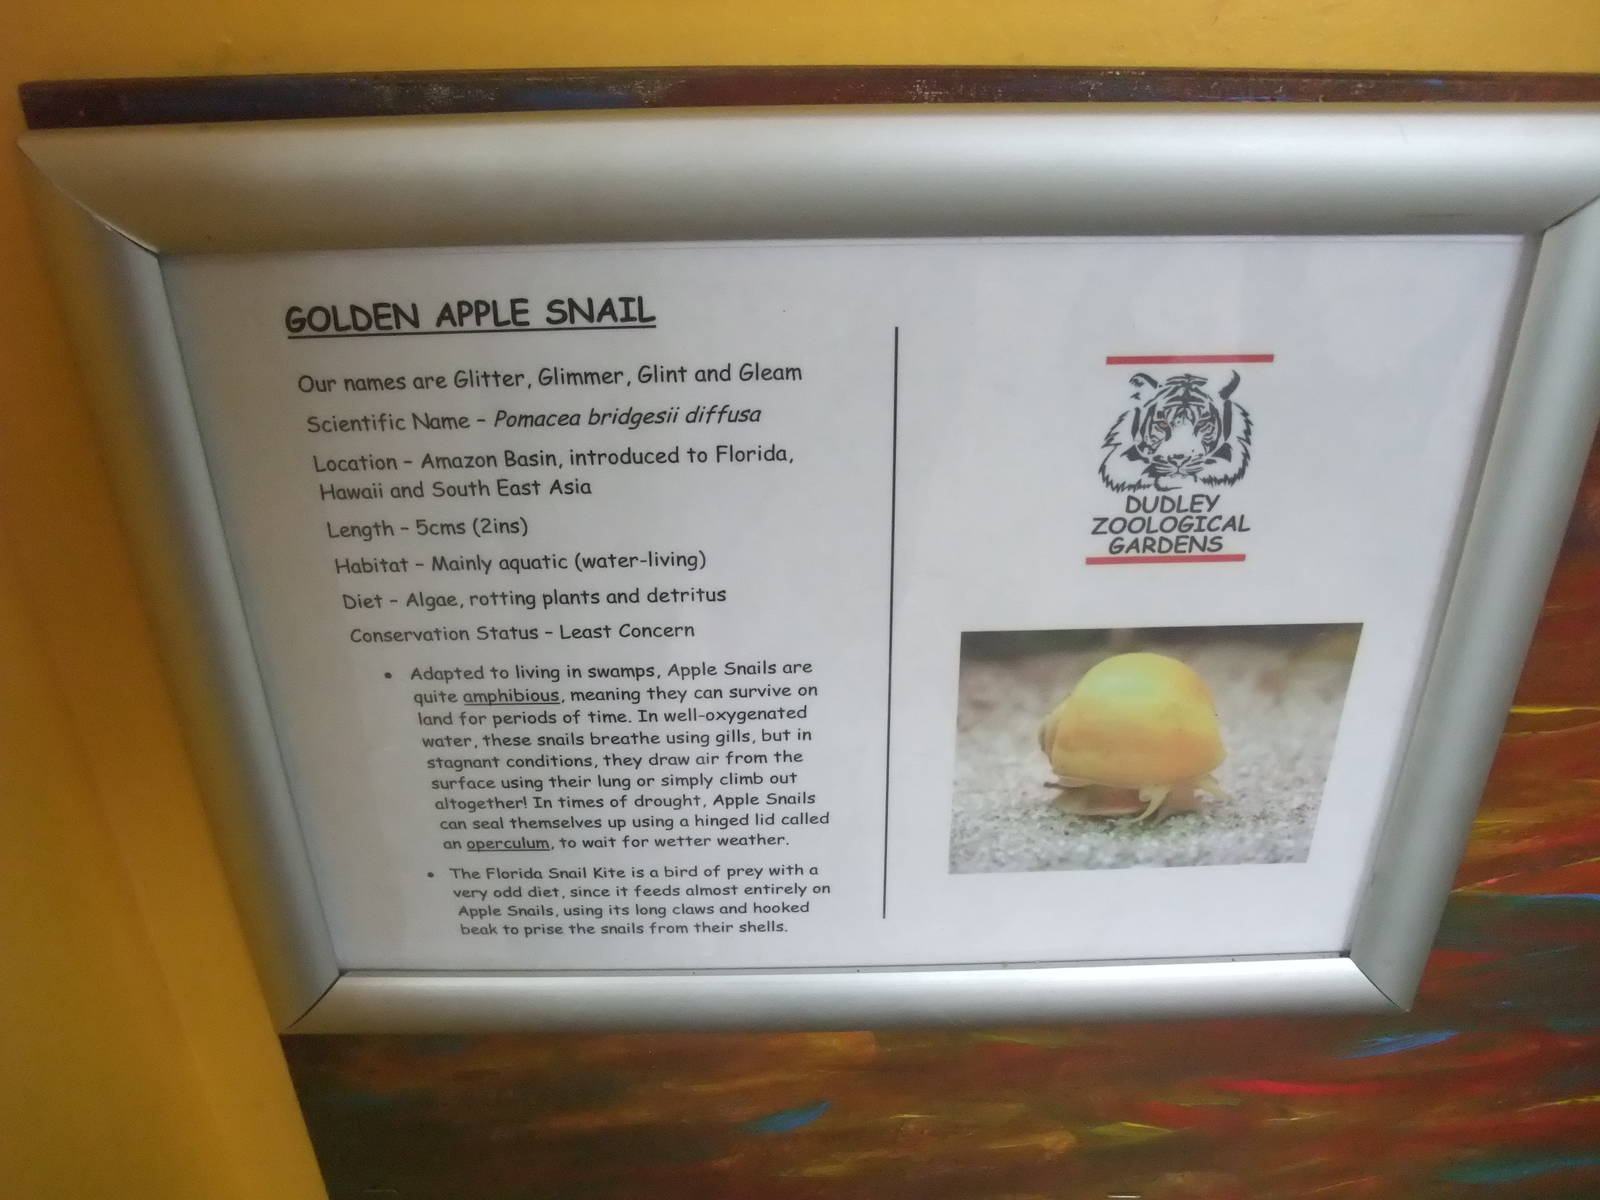 GOLDEN APPLE SNAIL
Our names are Glitter, Glimmer, Glint and Gleam
Scientific Name – Pomacea bridgesii diffusa
Location – Amazon Basin, introduced to Florida,
Hawaii and South East Asia
Length – 5cms (2ins)
Habitat – Mainly aquatic (water-living)
Diet – Algae, rotting plants and detritus
Conservation Status – Least Concern
• Adapted to living in swamps, Apple Snails are
quite amphibious, meaning they can survive on
land for periods of time. In well-oxygenated
water, these snails breathe using gills, but in
stagnant conditions, they draw air from the
surface using their lung or simply climb out
altogether! In times of drought, Apple Snails
can seal themselves up using a hinged lid called
an operculum, to wait for wetter weather.
• The Florida Snail Kite is a bird of prey with a
very odd diet, since it feeds almost entirely on
Apple Snails, using its long claws and hooked
beak to prise the snails from their shells.
DUDLEY
ZOOLOGICAL
GARDENS